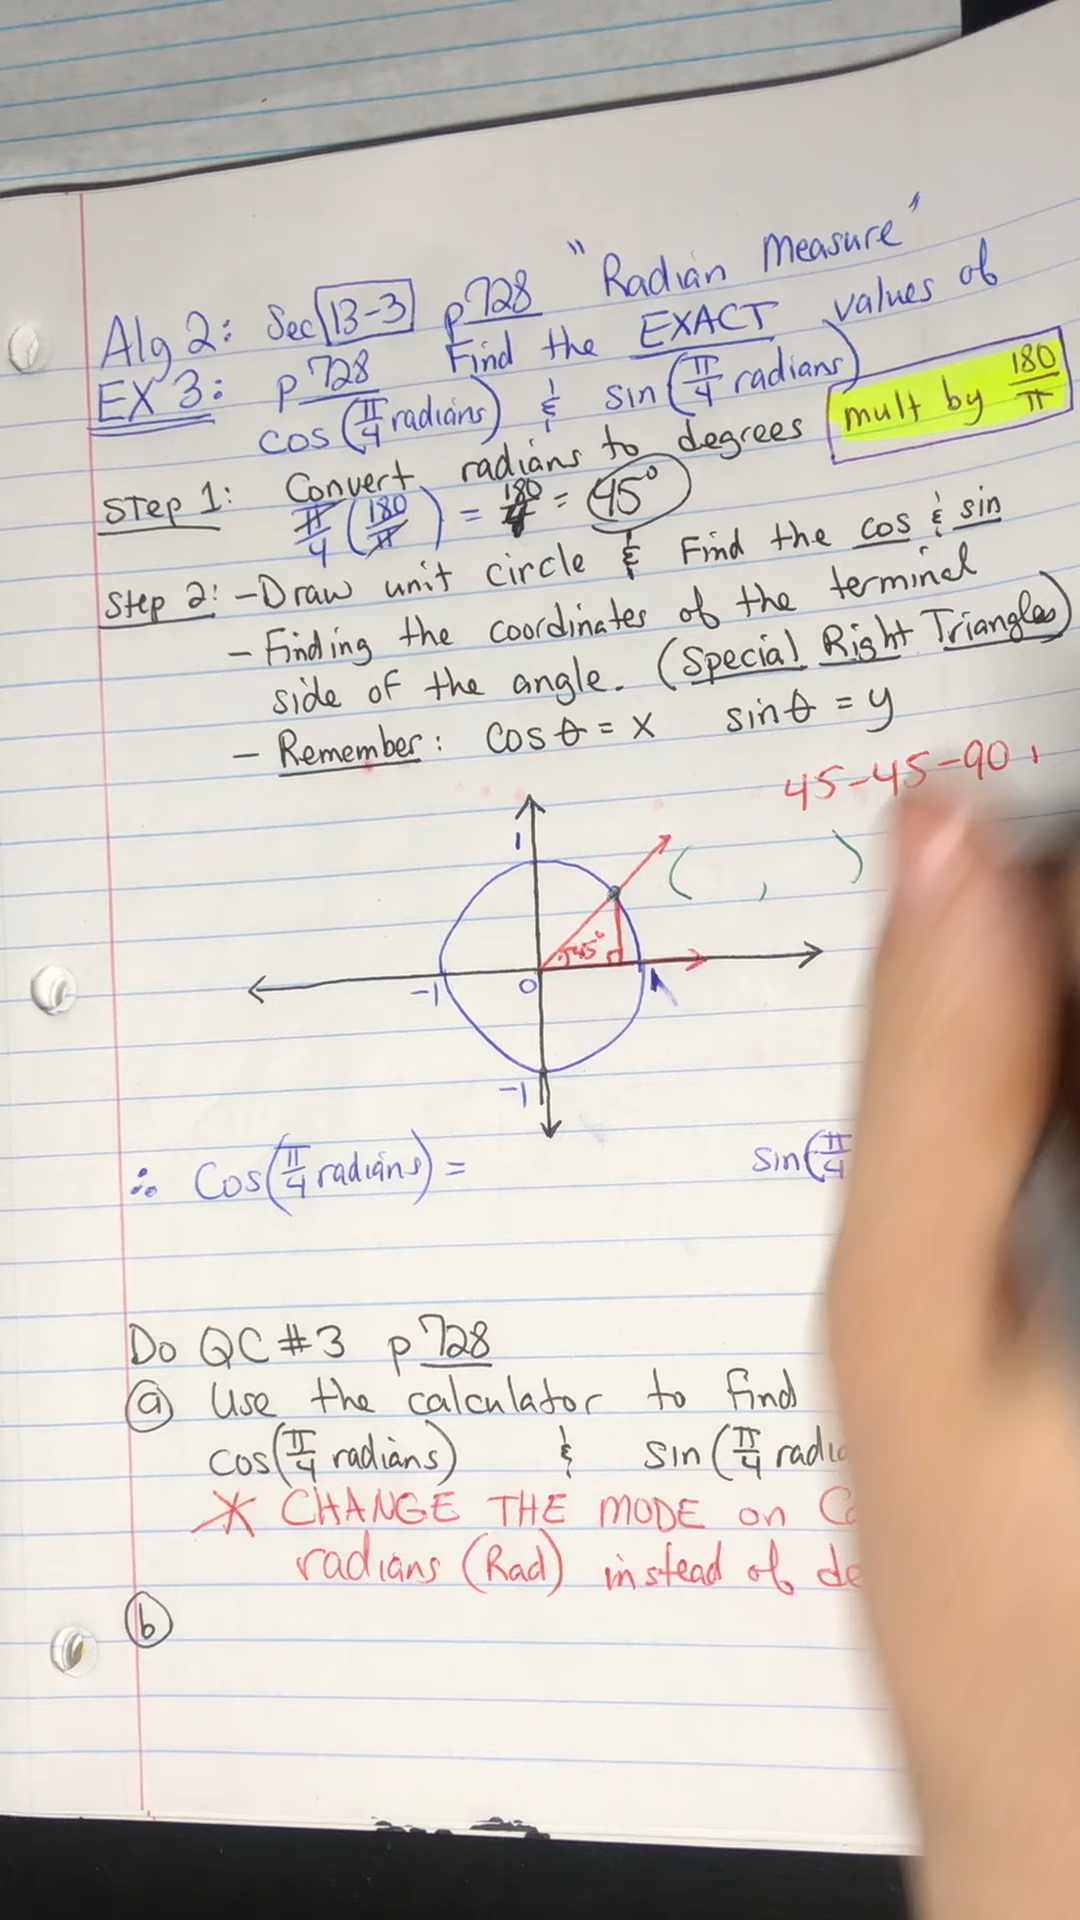 Alg 2: Sec 13-3 p728 "Radian Measure"
EX 3: p728 Find the EXACT values of
cos(π/4 radians) & sin(π/4 radians)
Step 1: Convert radians to degrees mult by 180/π
π/4 (180/π) = 180/4 = 45°
Step 2: - Draw unit circle & Find the cos & sin
- Finding the coordinates of the terminal
side of the angle. (Special Right Triangles)
- Remember: cos θ = x sin θ = y
45-45-90
1
( , )
45°
-1 0 1
-1
∴ Cos(π/4 radians) = sin(π/4
Do QC #3 p728
(a) Use the calculator to find
cos(π/4 radians) & sin(π/4 radi
* CHANGE THE MODE on C
radians (Rad) instead of de
(b)